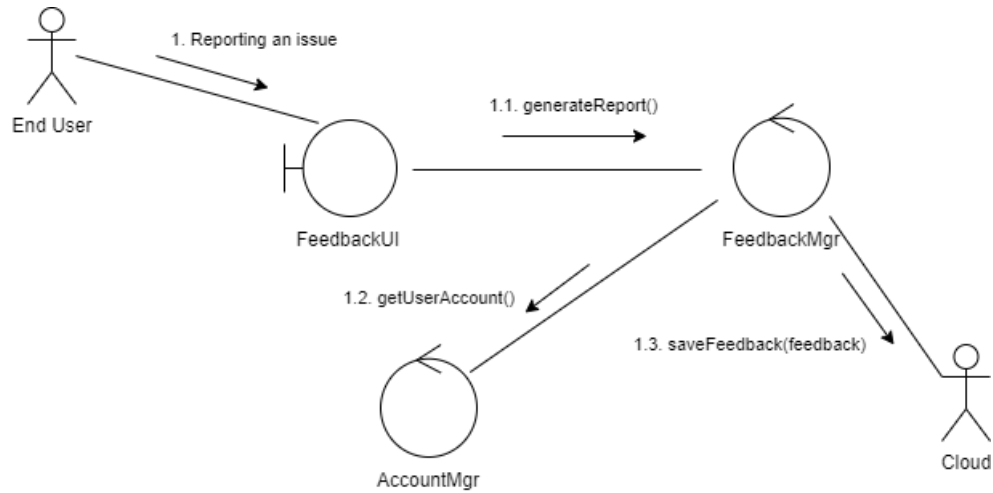 1. Reporting an issue
End User
1.1. generateReport()
FeedbackUI
FeedbackMgr
1.2. getUserAccount()
1.3. saveFeedback(feedback)
AccountMgr
Cloud